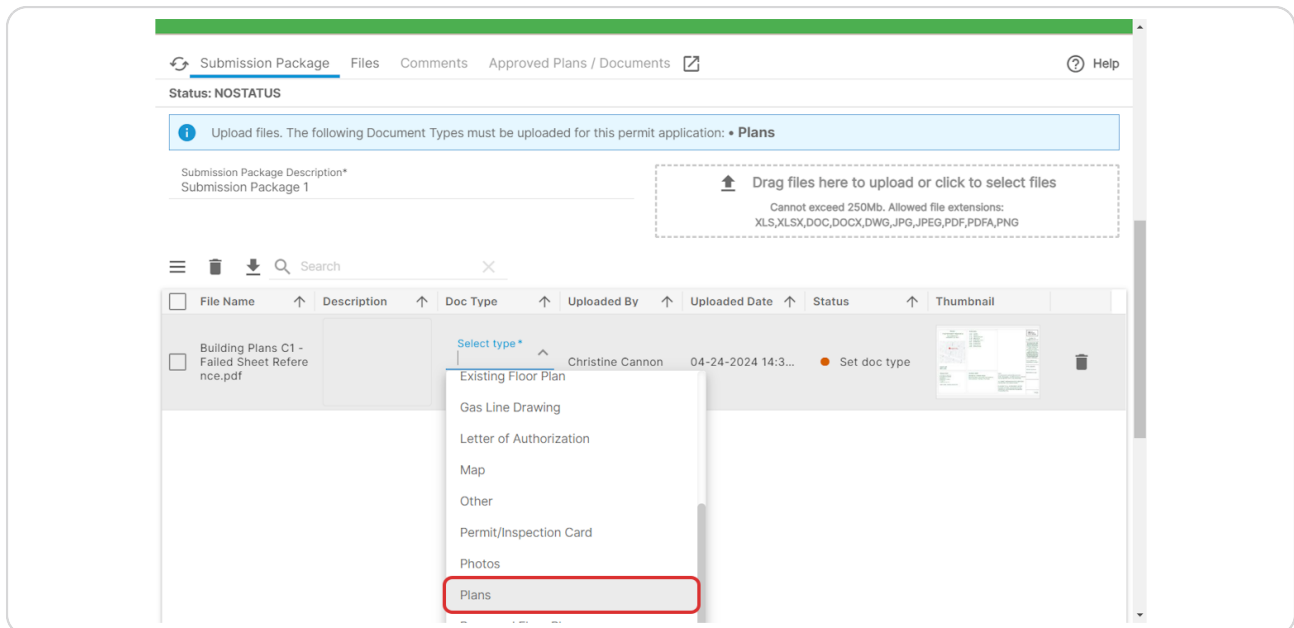 Submission Package Files Comments Approved Plans / Documents Help
Status: NOSTATUS
Upload files. The following Document Types must be uploaded for this permit application: • Plans
Submission Package Description*
Submission Package 1
Drag files here to upload or click to select files
Cannot exceed 250Mb. Allowed file extensions:
XLS,XLSX,DOC,DOCX,DWG,JPG,JPEG,PDF,PDFA,PNG
Search
File Name Description Doc Type Uploaded By Uploaded Date Status Thumbnail
Building Plans C1 -
Failed Sheet Refere
nce.pdf
Select type*
Christine Cannon 04-24-2024 14:3... Set doc type
Existing Floor Plan
Gas Line Drawing
Letter of Authorization
Map
Other
Permit/Inspection Card
Photos
Plans